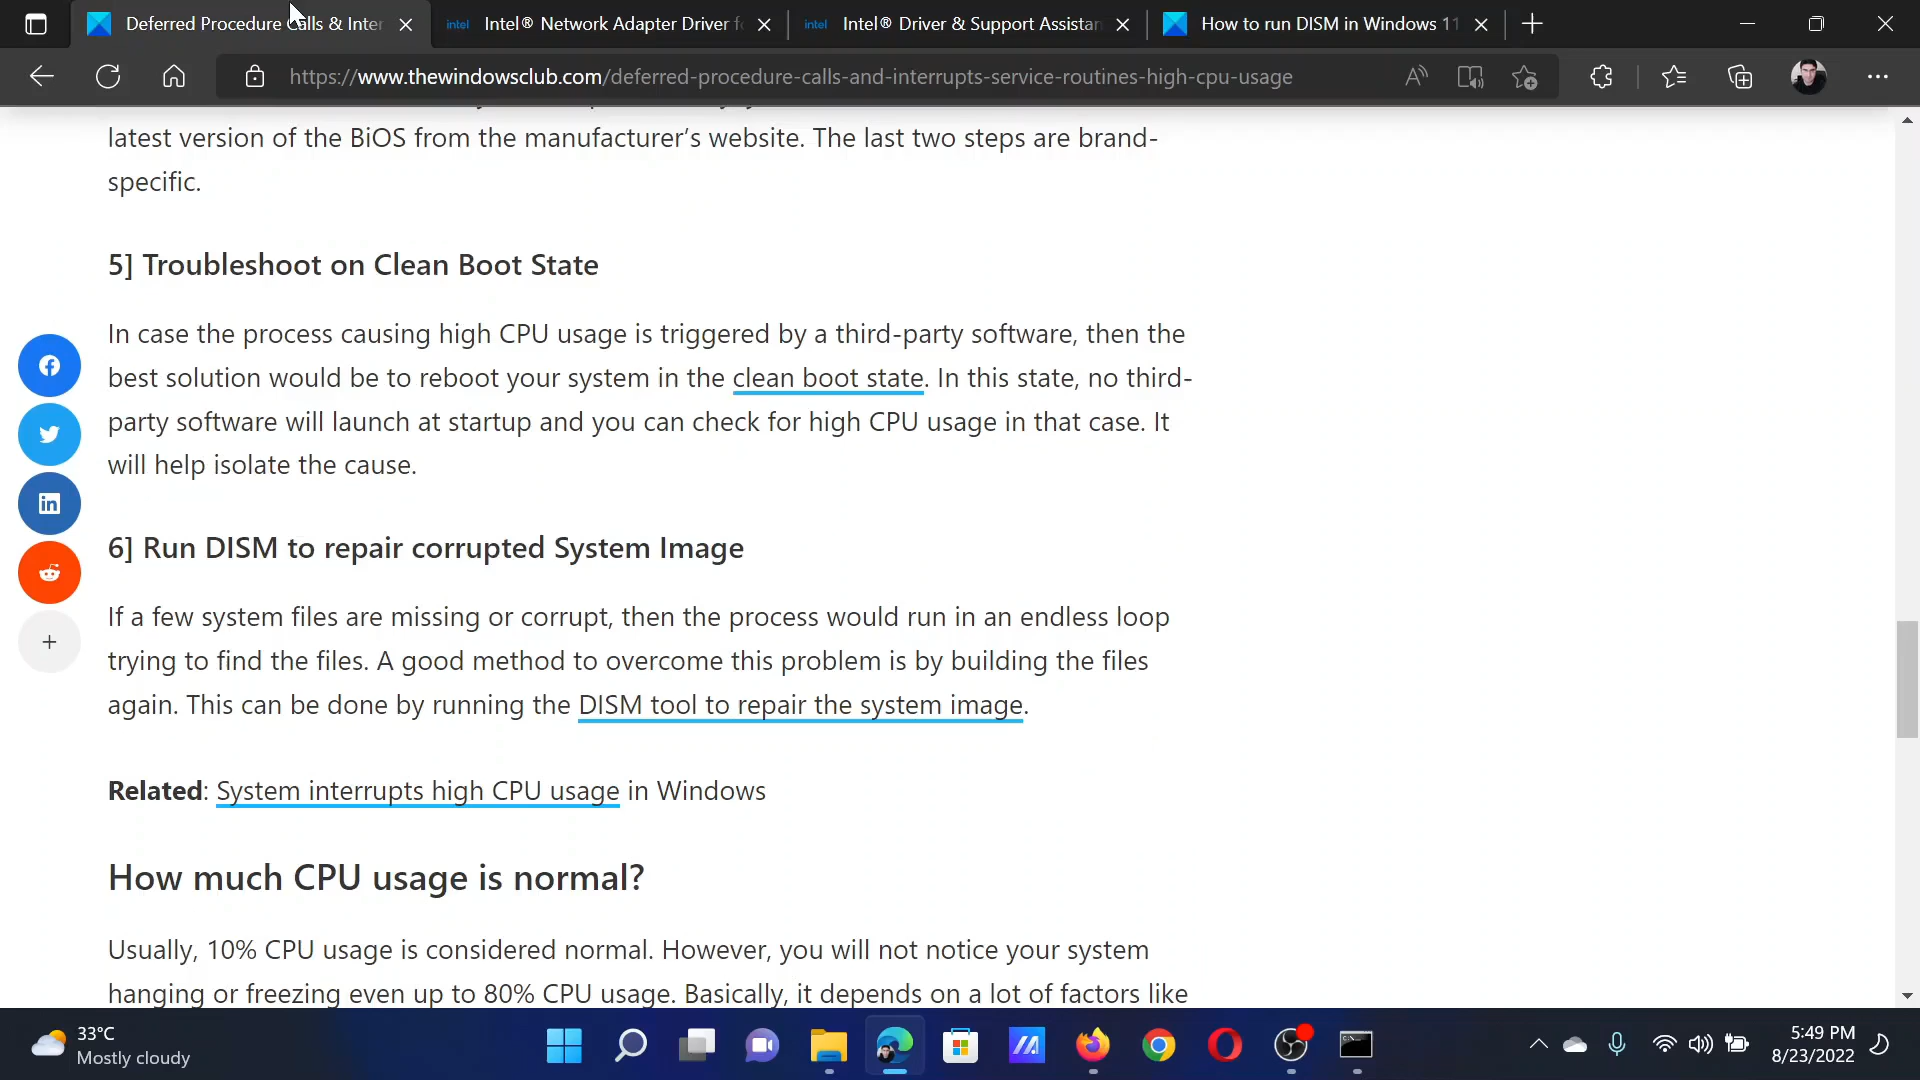 Deferred Procedure Calls & Inter
intel
Intel® Network Adapter Driver f
intel
Intel® Driver & Support Assistan
How to run DISM in Windows 11
https://www.thewindowsclub.com/deferred-procedure-calls-and-interrupts-service-routines-high-cpu-usage
latest version of the BiOS from the manufacturer’s website. The last two steps are brand-
specific.
5] Troubleshoot on Clean Boot State
In case the process causing high CPU usage is triggered by a third-party software, then the
best solution would be to reboot your system in the clean boot state. In this state, no third-
party software will launch at startup and you can check for high CPU usage in that case. It
will help isolate the cause.
6] Run DISM to repair corrupted System Image
If a few system files are missing or corrupt, then the process would run in an endless loop
trying to find the files. A good method to overcome this problem is by building the files
again. This can be done by running the DISM tool to repair the system image.
Related: System interrupts high CPU usage in Windows
How much CPU usage is normal?
Usually, 10% CPU usage is considered normal. However, you will not notice your system
hanging or freezing even up to 80% CPU usage. Basically, it depends on a lot of factors like
33°C
Mostly cloudy
5:49 PM
8/23/2022